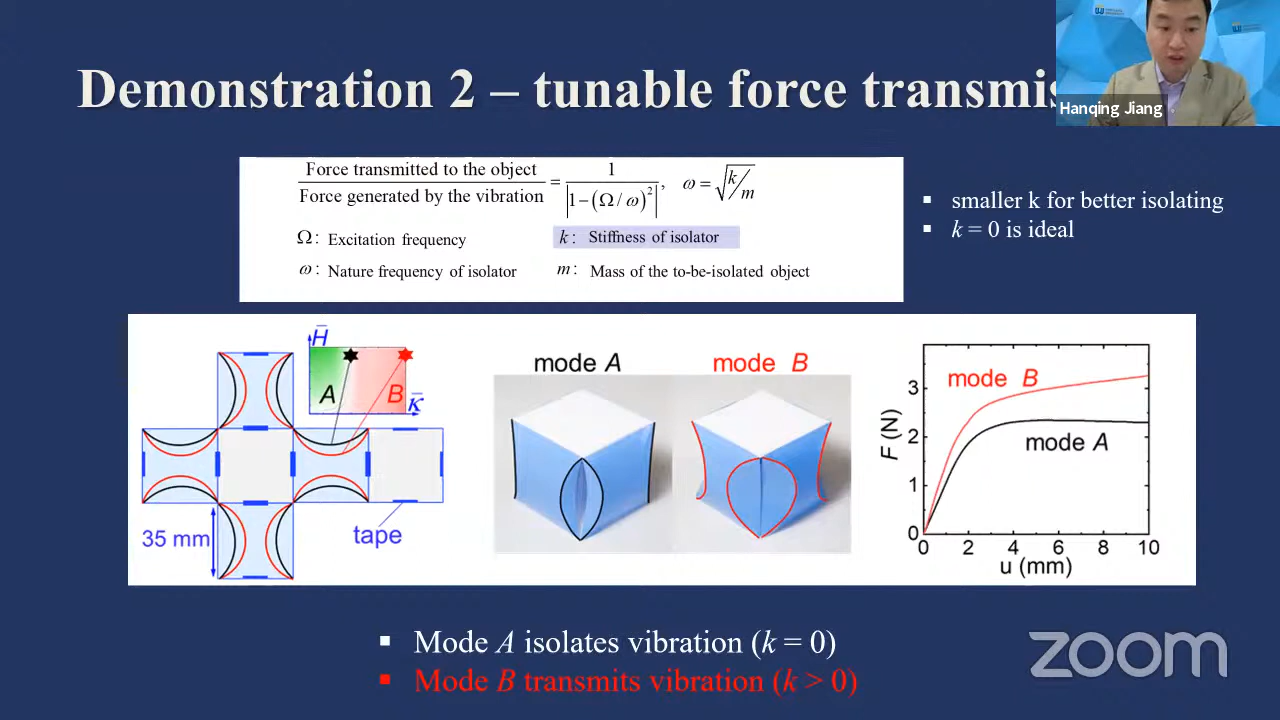 Demonstration 2 – tunable force transmis
Hanqing Jiang
Force transmitted to the object
Force generated by the vibration
= 1 / |1−(Ω/ω)²|, ω = √k/m
Ω: Excitation frequency
k: Stiffness of isolator
ω: Nature frequency of isolator
m: Mass of the to-be-isolated object
▪ smaller k for better isolating
▪ k = 0 is ideal
H̄
A
B
κ̄
35 mm
tape
mode A
mode B
F (N)
3
2
1
0
mode B
mode A
0 2 4 6 8 10
u (mm)
▪ Mode A isolates vibration (k = 0)
▪ Mode B transmits vibration (k > 0)
zoom